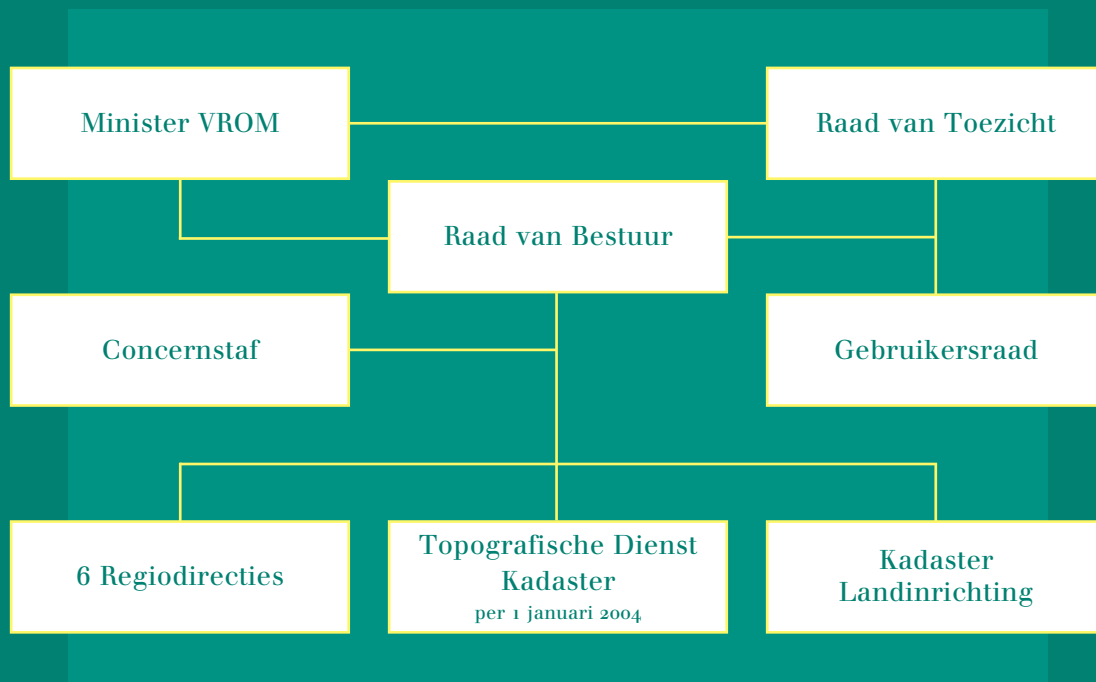 Minister VROM
Raad van Toezicht
Raad van Bestuur
Concernstaf
Gebruikersraad
6 Regiodirecties
Topografische Dienst
Kadaster
per 1 januari 2004
Kadaster
Landinrichting